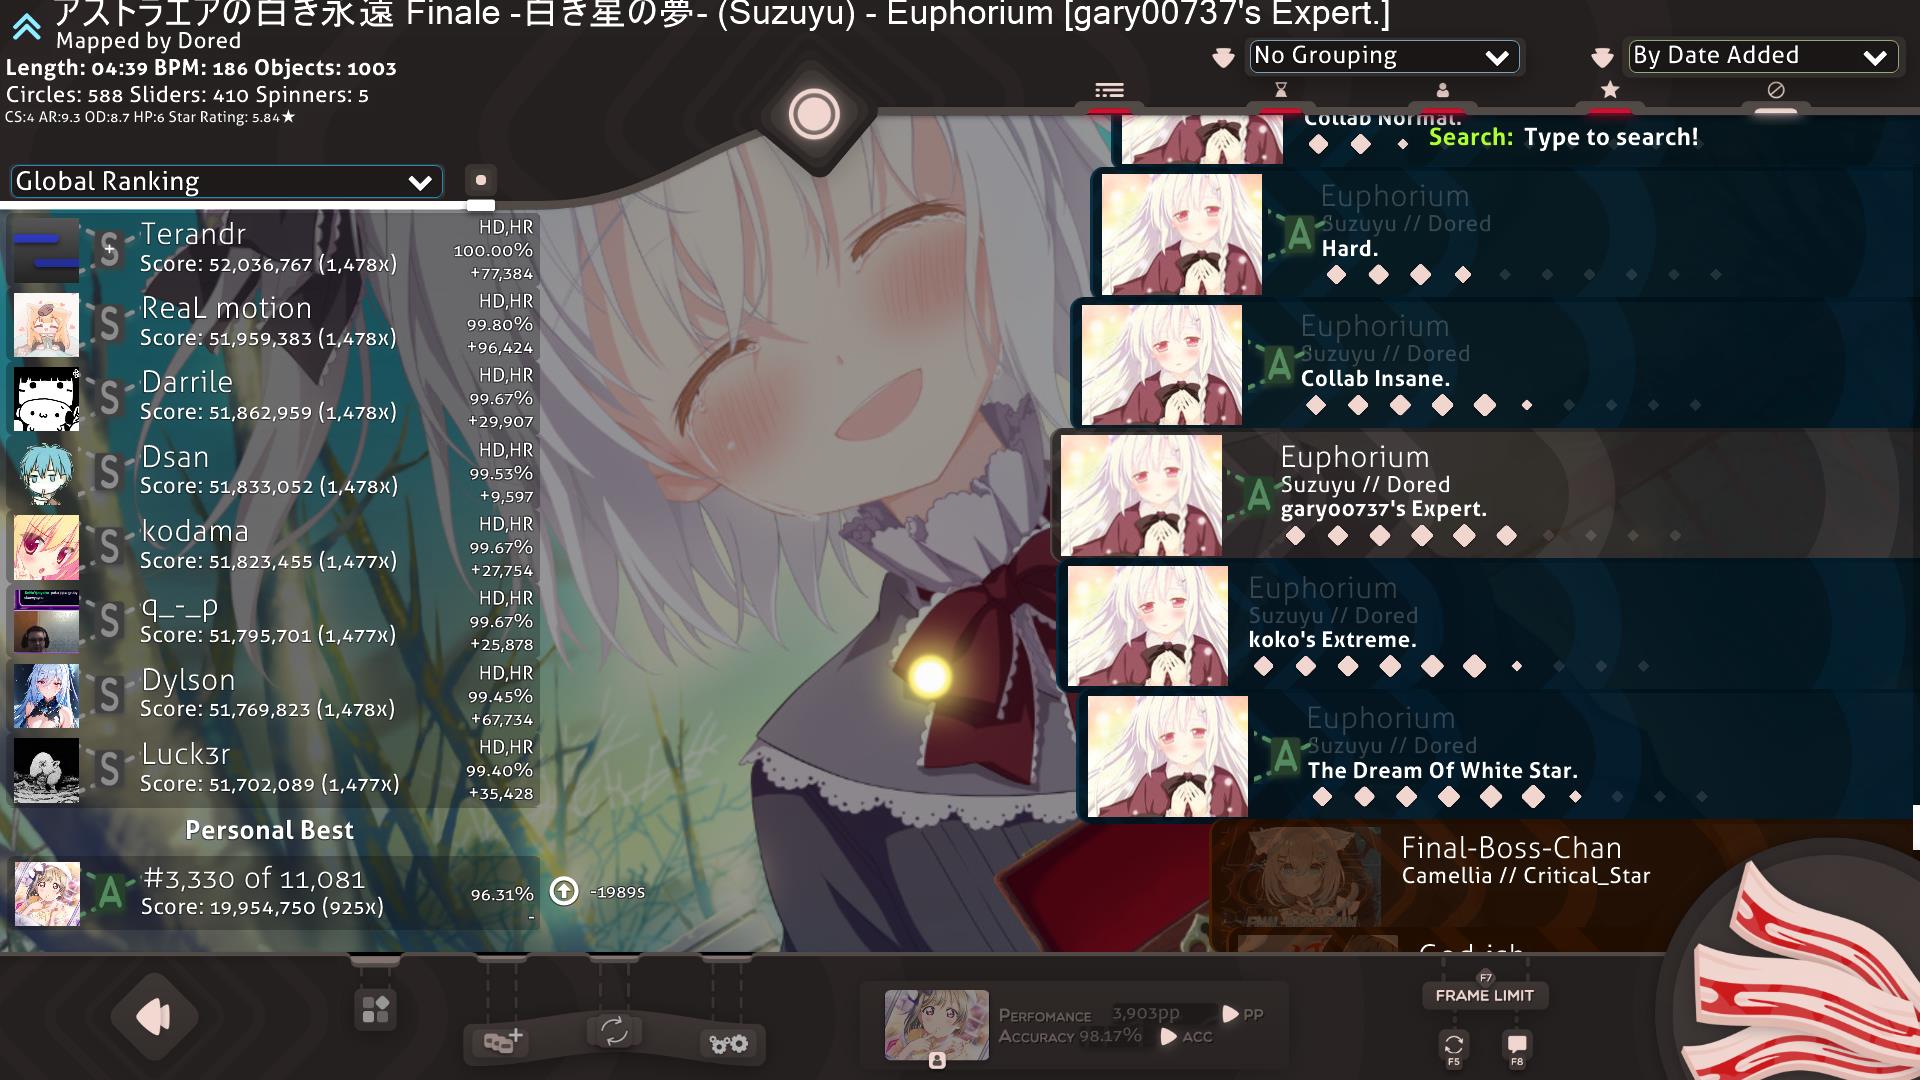 アストラエアの白き永遠 Finale -白き星の夢- (Suzuyu) - Euphorium [gary00737's Expert.]
Mapped by Dored
Length: 04:39 BPM: 186 Objects: 1003
Circles: 588 Sliders: 410 Spinners: 5
CS:4 AR:9.3 OD:8.7 HP:6 Star Rating: 5.84★
No Grouping
By Date Added
Search: Type to search!
Global Ranking
Terandr
Score: 52,036,767 (1,478x)
HD,HR
100.00%
+77,384
ReaL motion
Score: 51,959,383 (1,478x)
HD,HR
99.80%
+96,424
Darrile
Score: 51,862,959 (1,478x)
HD,HR
99.67%
+29,907
Dsan
Score: 51,833,052 (1,478x)
HD,HR
99.53%
+9,597
kodama
Score: 51,823,455 (1,477x)
HD,HR
99.67%
+27,754
q_-_p
Score: 51,795,701 (1,477x)
HD,HR
99.67%
+25,878
Dylson
Score: 51,769,823 (1,478x)
HD,HR
99.45%
+67,734
Luck3r
Score: 51,702,089 (1,477x)
HD,HR
99.40%
+35,428
Personal Best
#3,330 of 11,081
Score: 19,954,750 (925x)
96.31%
-
-1989s
A
Collab Normal.
Euphorium
Suzuyu // Dored
Hard.
A
Euphorium
Suzuyu // Dored
Collab Insane.
A
Euphorium
Suzuyu // Dored
gary00737's Expert.
A
Euphorium
Suzuyu // Dored
koko's Extreme.
Euphorium
Suzuyu // Dored
The Dream Of White Star.
A
Final-Boss-Chan
Camellia // Critical_Star
Perfomance 3,903pp
PP
Accuracy 98.17%
ACC
F7
FRAME LIMIT
F5
F8